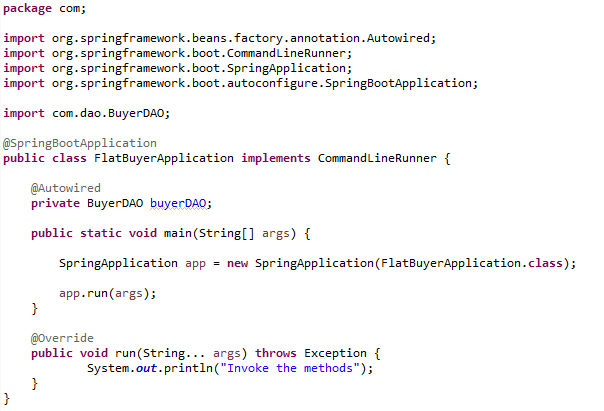 package com;
import org.springframework.beans.factory.annotation.Autowired;
import org.springframework.boot.CommandLineRunner;
import org.springframework.boot.SpringApplication;
import org.springframework.boot.autoconfigure.SpringBootApplication;
import com.dao.BuyerDAO;
@SpringBootApplication
public class FlatBuyerApplication implements CommandLineRunner {
@Autowired
private BuyerDAO buyerDAO;
public static void main(String[] args) {
SpringApplication app = new SpringApplication(FlatBuyerApplication.class);
app.run(args);
}
@Override
public void run(String... args) throws Exception {
System.out.println("Invoke the methods");
}
}